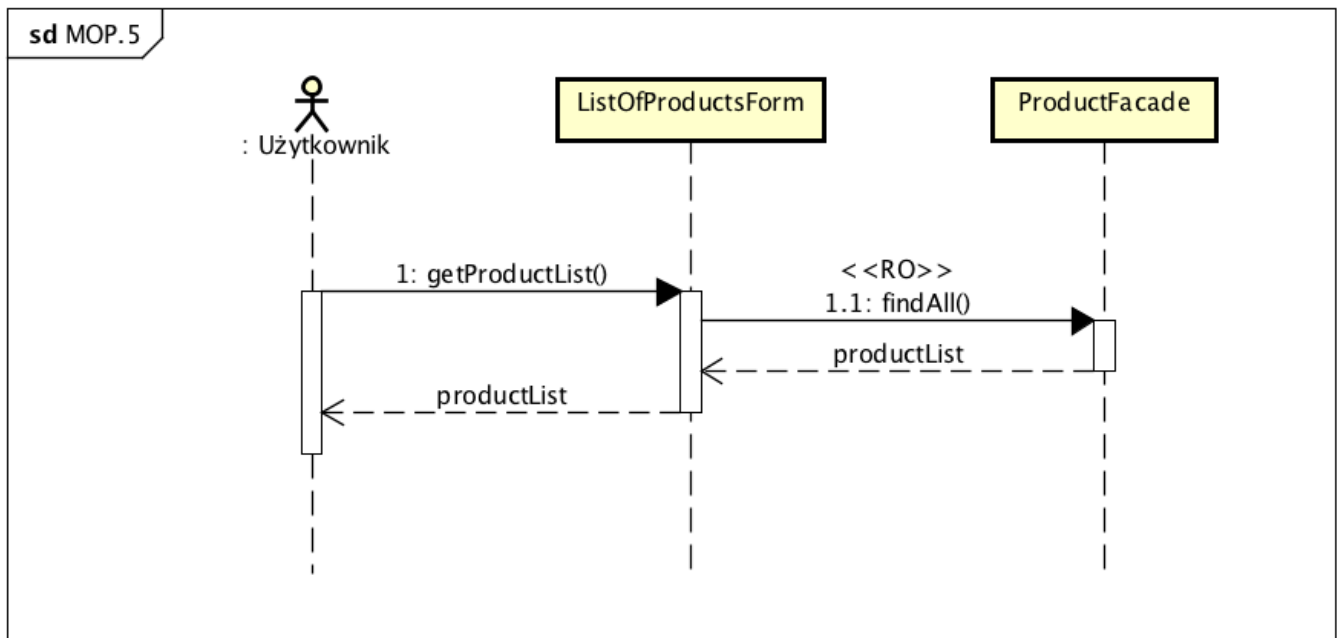 sd MOP.5
: Użytkownik
ListOfProductsForm
ProductFacade
1: getProductList()
<<RO>>
1.1: findAll()
productList
productList